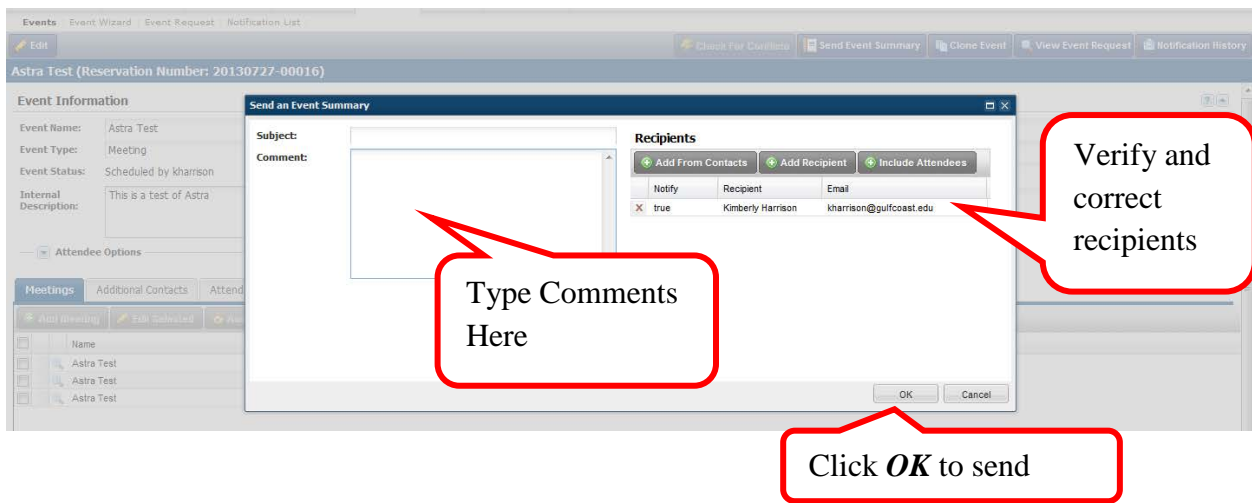 Events Event Wizard Event Request Notification List
Edit Check For Conflicts Send Event Summary Clone Event View Event Request Notification History
Astra Test (Reservation Number: 20130727-00016)
Event Information
Event Name: Astra Test
Event Type: Meeting
Event Status: Scheduled by kharrison
Internal Description: This is a test of Astra
Attendee Options
Meetings Additional Contacts Attend
Add Meeting Edit Selected
Name
Astra Test
Astra Test
Astra Test
Send an Event Summary
Subject:
Comment:
Recipients
Add From Contacts Add Recipient Include Attendees
Notify Recipient Email
X true Kimberly Harrison kharrison@gulfcoast.edu
OK Cancel
Type Comments
Here
Verify and
correct
recipients
Click OK to send